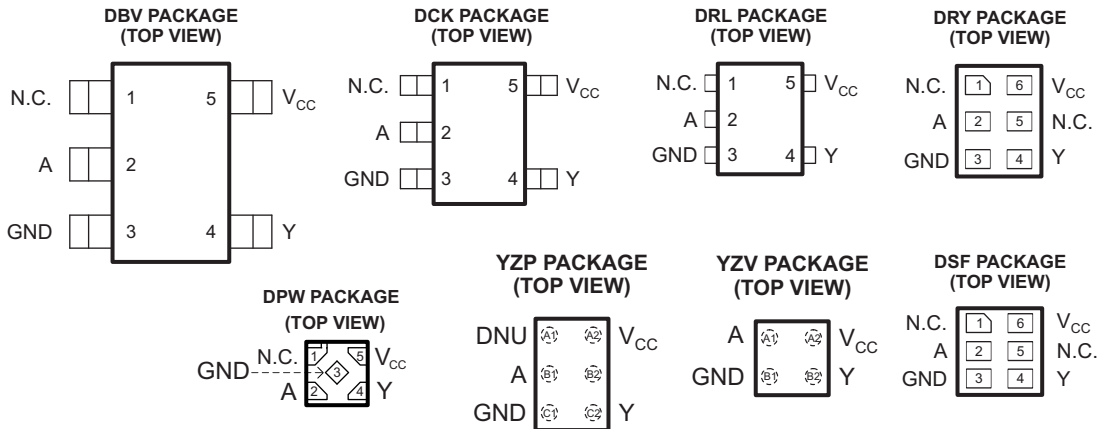 DBV PACKAGE
(TOP VIEW)
N.C. 1 5 VCC
A 2
GND 3 4 Y
DCK PACKAGE
(TOP VIEW)
N.C. 1 5 VCC
A 2
GND 3 4 Y
DRL PACKAGE
(TOP VIEW)
N.C. 1 5 VCC
A 2
GND 3 4 Y
DRY PACKAGE
(TOP VIEW)
N.C. 1 6 VCC
A 2 5 N.C.
GND 3 4 Y
DPW PACKAGE
(TOP VIEW)
N.C. 1 5 VCC
GND 3
A 2 4 Y
YZP PACKAGE
(TOP VIEW)
DNU A1 A2 VCC
A B1 B2
GND C1 C2 Y
YZV PACKAGE
(TOP VIEW)
A A1 A2 VCC
GND B1 B2 Y
DSF PACKAGE
(TOP VIEW)
N.C. 1 6 VCC
A 2 5 N.C.
GND 3 4 Y